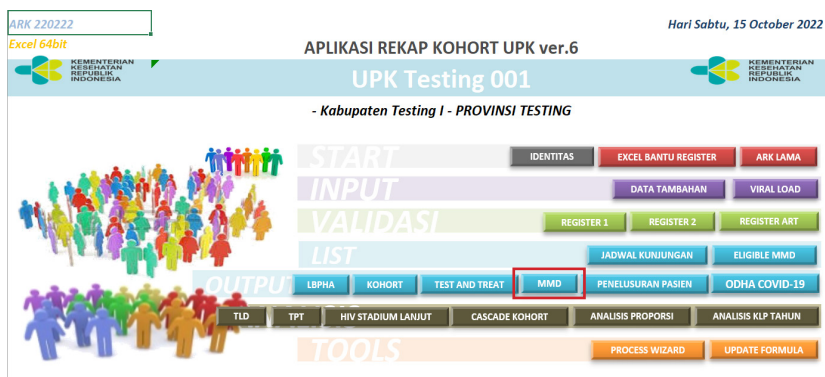 ARK 220222
Hari Sabtu, 15 October 2022
Excel 64bit
APLIKASI REKAP KOHORT UPK ver.6
KEMENTERIAN
KESEHATAN
REPUBLIK
INDONESIA
UPK Testing 001
KEMENTERIAN
KESEHATAN
REPUBLIK
INDONESIA
- Kabupaten Testing I - PROVINSI TESTING
START IDENTITAS EXCEL BANTU REGISTER ARK LAMA
INPUT DATA TAMBAHAN VIRAL LOAD
VALIDASI REGISTER 1 REGISTER 2 REGISTER ART
LIST JADWAL KUNJUNGAN ELIGIBLE MMD
OUTPUT LBPHA KOHORT TEST AND TREAT MMD PENELUSURAN PASIEN ODHA COVID-19
TLD TPT HIV STADIUM LANJUT CASCADE KOHORT ANALISIS PROPORSI ANALISIS KLP TAHUN
TOOLS PROCESS WIZARD UPDATE FORMULA